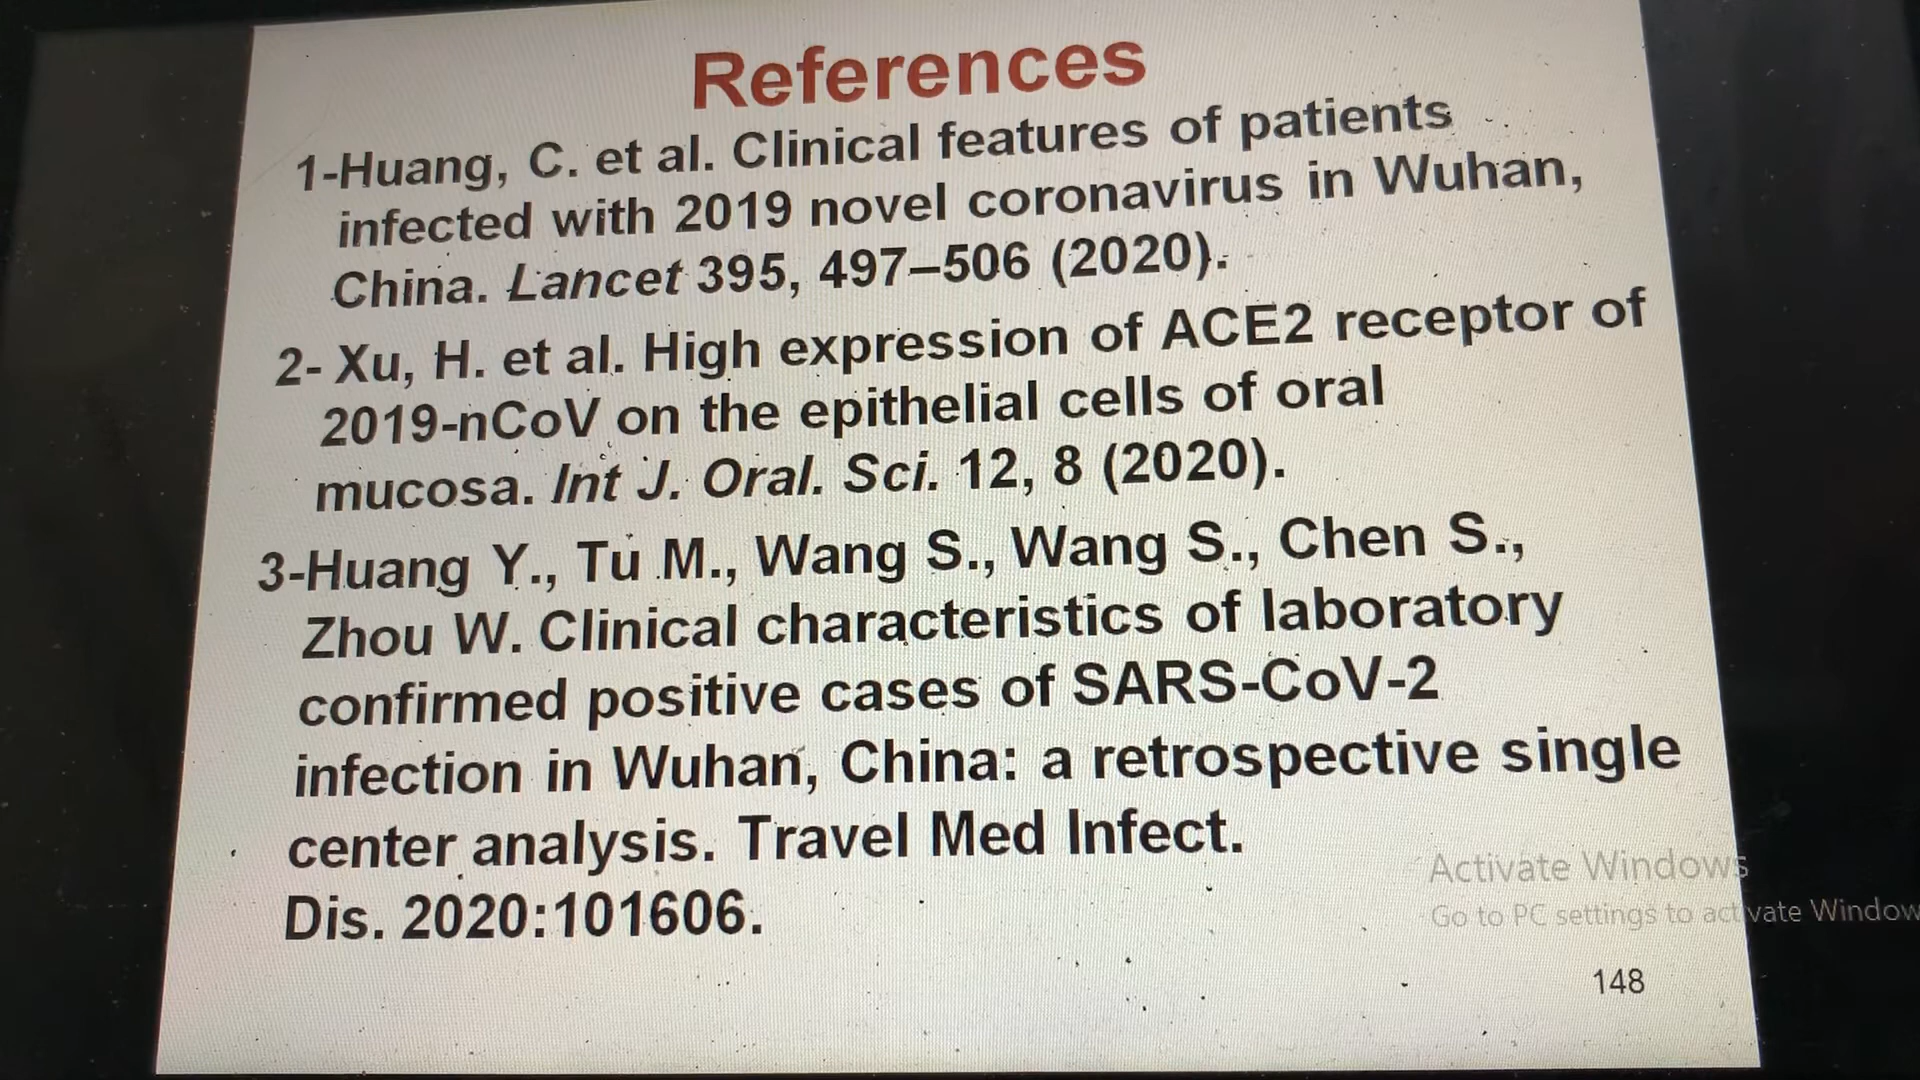 References
1-Huang, C. et al. Clinical features of patients
infected with 2019 novel coronavirus in Wuhan,
China. Lancet 395, 497–506 (2020).
2- Xu, H. et al. High expression of ACE2 receptor of
2019-nCoV on the epithelial cells of oral
mucosa. Int J. Oral. Sci. 12, 8 (2020).
3-Huang Y., Tu M., Wang S., Wang S., Chen S.,
Zhou W. Clinical characteristics of laboratory
confirmed positive cases of SARS-CoV-2
infection in Wuhan, China: a retrospective single
center analysis. Travel Med Infect.
Dis. 2020:101606.
Activate Windows
Go to PC settings to activate Window
148